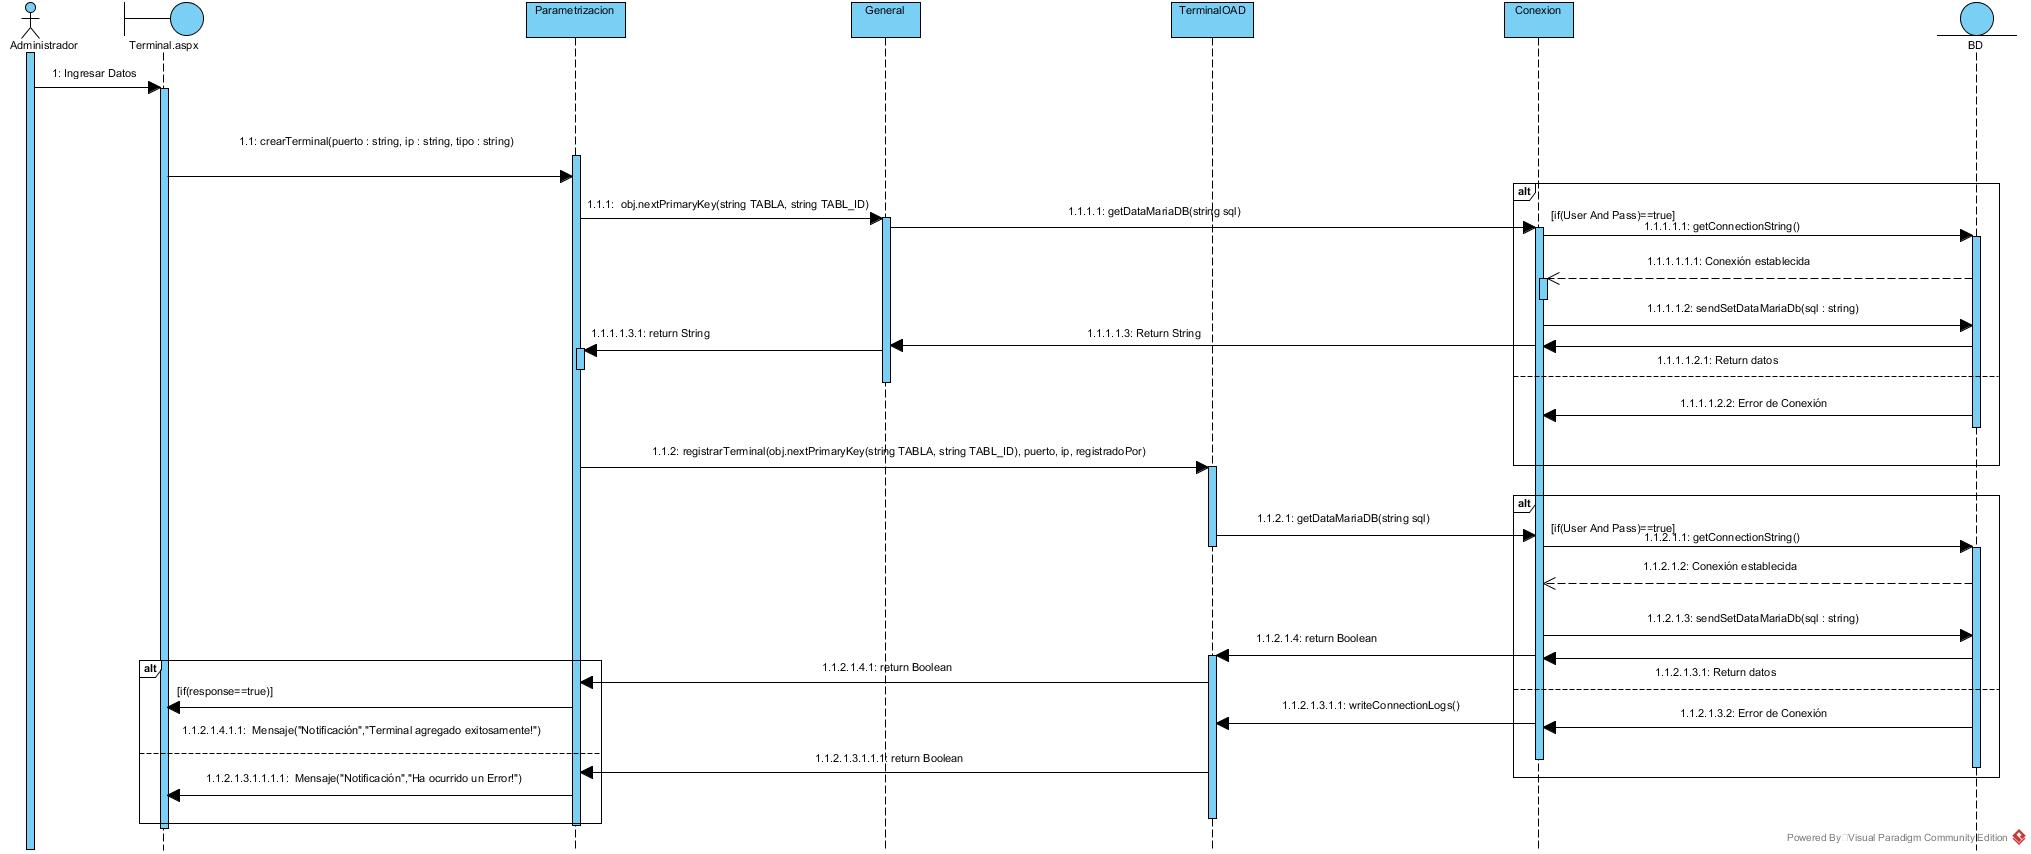 Administrador
Terminal.aspx
Parametrizacion
General
TerminalOAD
Conexion
BD
1: Ingresar Datos
1.1: crearTerminal(puerto : string, ip : string, tipo : string)
alt
1.1.1:  obj.nextPrimaryKey(string TABLA, string TABL_ID)
1.1.1.1: getDataMariaDB(string sql)
[if(User And Pass)==true]
1.1.1.1.1: getConnectionString()
1.1.1.1.1.1: Conexión establecida
1.1.1.1.2: sendSetDataMariaDb(sql : string)
1.1.1.1.3.1: return String
1.1.1.1.3: Return String
1.1.1.1.2.1: Return datos
1.1.1.1.2.2: Error de Conexión
1.1.2: registrarTerminal(obj.nextPrimaryKey(string TABLA, string TABL_ID), puerto, ip, registradoPor)
alt
1.1.2.1: getDataMariaDB(string sql)
[if(User And Pass)==true]
1.1.2.1.1: getConnectionString()
1.1.2.1.2: Conexión establecida
1.1.2.1.3: sendSetDataMariaDb(sql : string)
1.1.2.1.4: return Boolean
alt
1.1.2.1.4.1: return Boolean
1.1.2.1.3.1: Return datos
[if(response==true)]
1.1.2.1.3.1.1: writeConnectionLogs()
1.1.2.1.3.2: Error de Conexión
1.1.2.1.4.1.1:  Mensaje("Notificación","Terminal agregado exitosamente!")
1.1.2.1.3.1.1.1: return Boolean
1.1.2.1.3.1.1.1.1:  Mensaje("Notificación","Ha ocurrido un Error!")
Powered By Visual Paradigm Community Edition